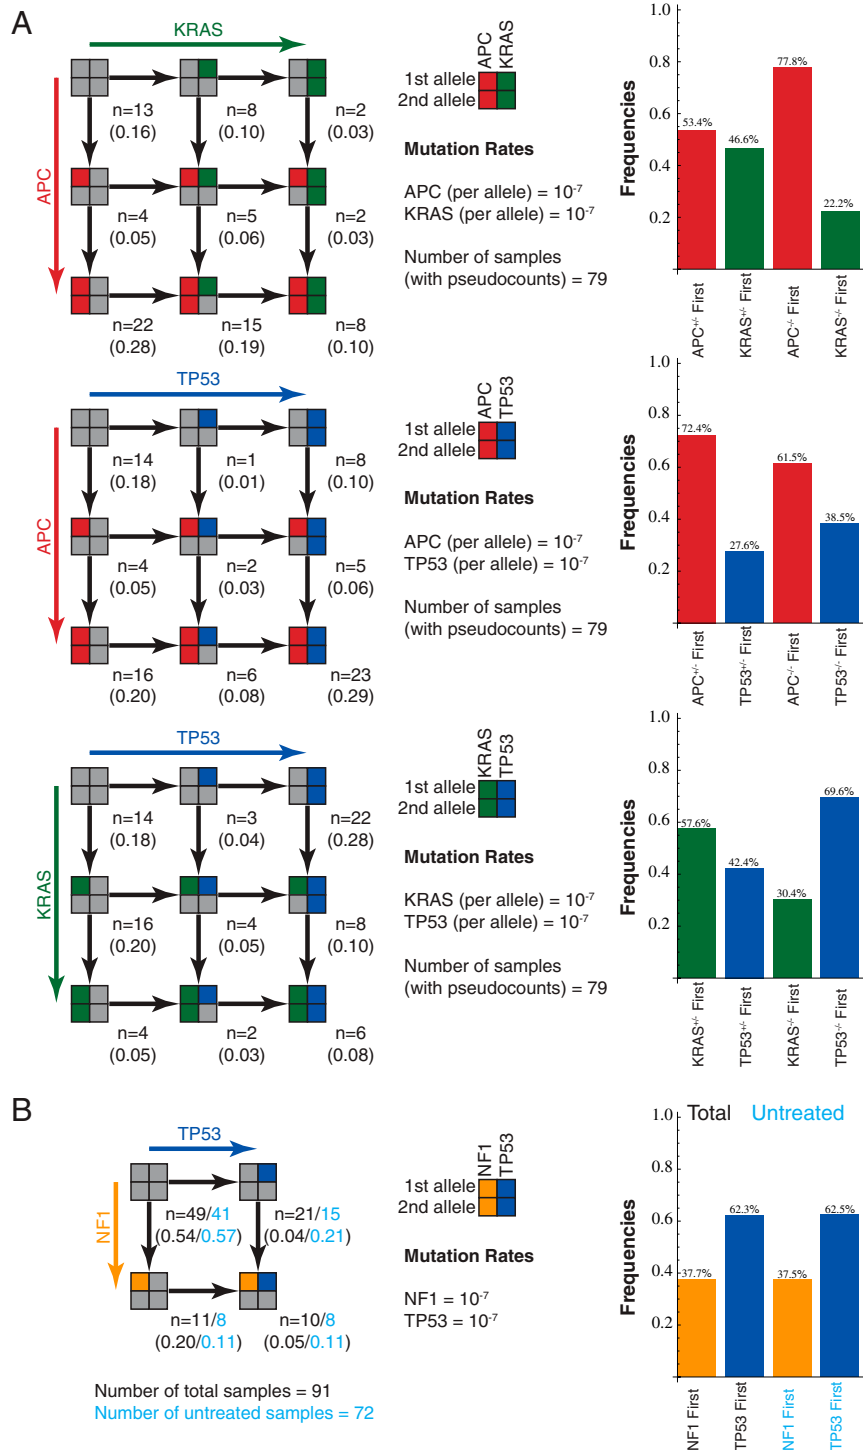 A
KRAS
APC
n=13
(0.16)
n=8
(0.10)
n=2
(0.03)
n=4
(0.05)
n=5
(0.06)
n=2
(0.03)
n=22
(0.28)
n=15
(0.19)
n=8
(0.10)
APC
KRAS
1st allele
2nd allele
Mutation Rates
APC (per allele) = 10⁻⁷
KRAS (per allele) = 10⁻⁷
Number of samples
(with pseudocounts) = 79
Frequencies
1.0
0.8
0.6
0.4
0.2
53.4%
46.6%
77.8%
22.2%
APC⁺ᐟ⁻ First
KRAS⁺ᐟ⁻ First
APC⁻ᐟ⁻ First
KRAS⁻ᐟ⁻ First
TP53
APC
n=14
(0.18)
n=1
(0.01)
n=8
(0.10)
n=4
(0.05)
n=2
(0.03)
n=5
(0.06)
n=16
(0.20)
n=6
(0.08)
n=23
(0.29)
APC
TP53
1st allele
2nd allele
Mutation Rates
APC (per allele) = 10⁻⁷
TP53 (per allele) = 10⁻⁷
Number of samples
(with pseudocounts) = 79
Frequencies
1.0
0.8
0.6
0.4
0.2
72.4%
27.6%
61.5%
38.5%
APC⁺ᐟ⁻ First
TP53⁺ᐟ⁻ First
APC⁻ᐟ⁻ First
TP53⁻ᐟ⁻ First
TP53
KRAS
n=14
(0.18)
n=3
(0.04)
n=22
(0.28)
n=16
(0.20)
n=4
(0.05)
n=8
(0.10)
n=4
(0.05)
n=2
(0.03)
n=6
(0.08)
KRAS
TP53
1st allele
2nd allele
Mutation Rates
KRAS (per allele) = 10⁻⁷
TP53 (per allele) = 10⁻⁷
Number of samples
(with pseudocounts) = 79
Frequencies
1.0
0.8
0.6
0.4
0.2
57.6%
42.4%
30.4%
69.6%
KRAS⁺ᐟ⁻ First
TP53⁺ᐟ⁻ First
KRAS⁻ᐟ⁻ First
TP53⁻ᐟ⁻ First
B
TP53
NF1
n=49/41
(0.54/0.57)
n=21/15
(0.04/0.21)
n=11/8
(0.20/0.11)
n=10/8
(0.05/0.11)
Number of total samples = 91
Number of untreated samples = 72
NF1
TP53
1st allele
2nd allele
Mutation Rates
NF1 = 10⁻⁷
TP53 = 10⁻⁷
Total Untreated
Frequencies
1.0
0.8
0.6
0.4
0.2
37.7%
62.3%
37.5%
62.5%
NF1 First
TP53 First
NF1 First
TP53 First